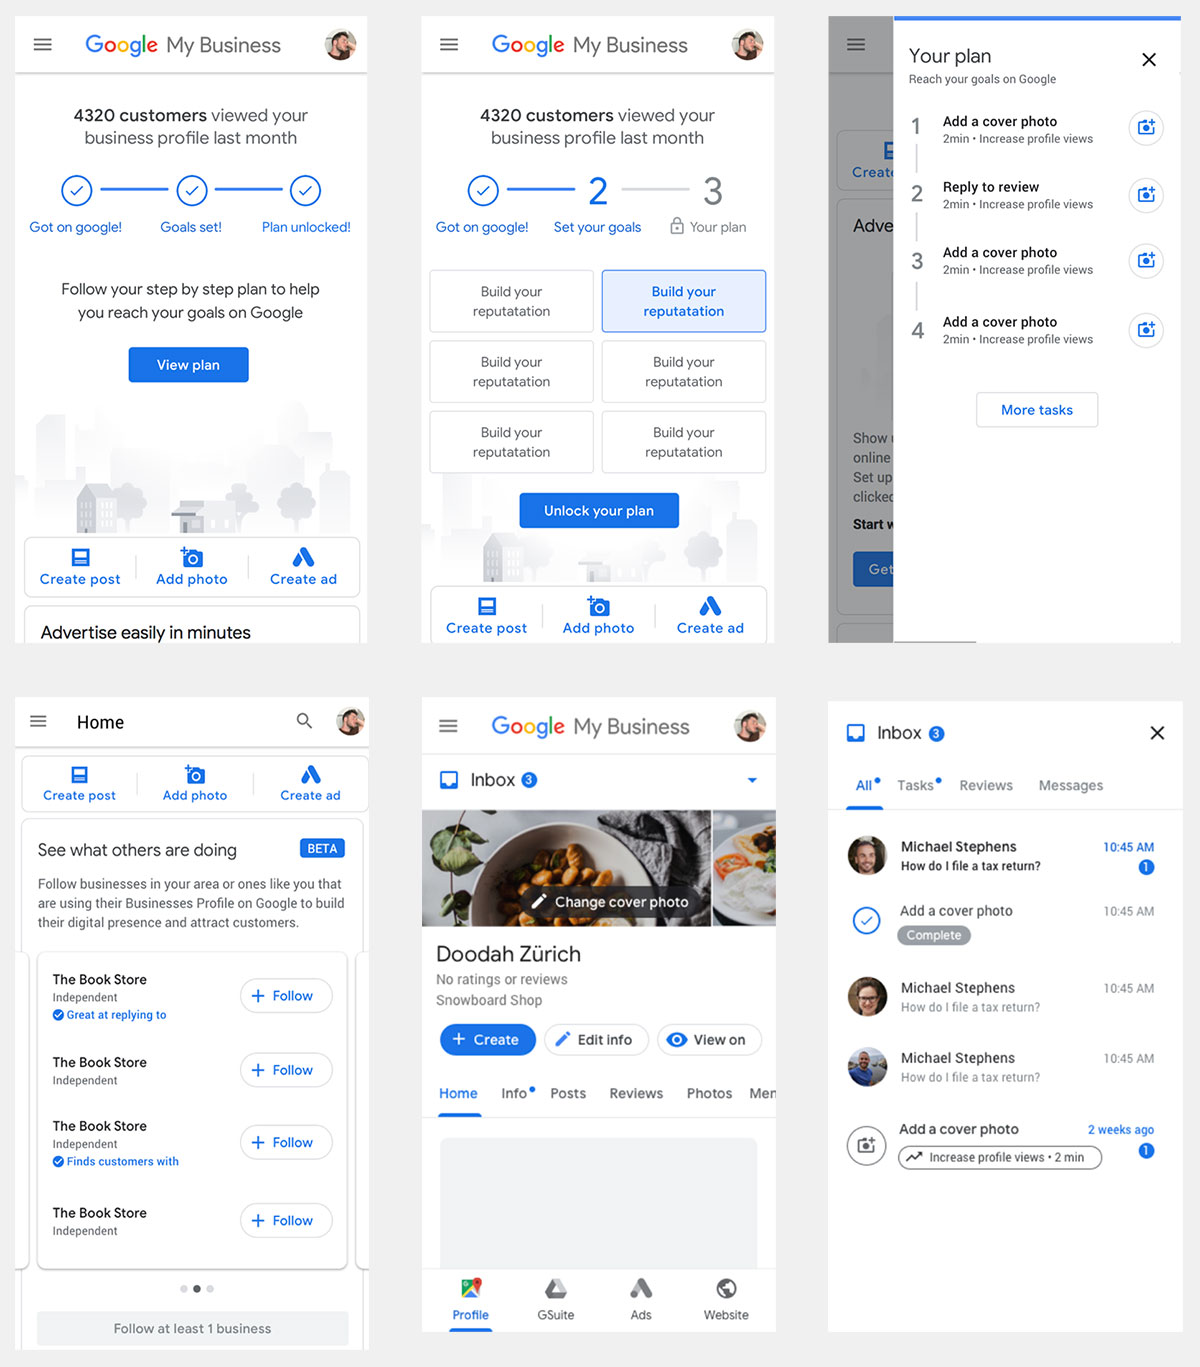 Google My Business
4320 customers viewed your
business profile last month
Got on google!
Goals set!
Plan unlocked!
Follow your step by step plan to help
you reach your goals on Google
View plan
Create post
Add photo
Create ad
Advertise easily in minutes
Google My Business
4320 customers viewed your
business profile last month
2
3
Got on google!
Set your goals
Your plan
Build your
reputatation
Build your
reputatation
Build your
reputatation
Build your
reputatation
Build your
reputatation
Build your
reputatation
Unlock your plan
Create post
Add photo
Create ad
Create
Adve
Show
online
Set up
clicked
Start w
Get
Your plan
Reach your goals on Google
1
Add a cover photo
2min • Increase profile views
2
Reply to review
2min • Increase profile views
3
Add a cover photo
2min • Increase profile views
4
Add a cover photo
2min • Increase profile views
More tasks
Home
Create post
Add photo
Create ad
See what others are doing
BETA
Follow businesses in your area or ones like you that
are using their Businesses Profile on Google to build
their digital presence and attract customers.
The Book Store
Independent
Great at replying to
+ Follow
The Book Store
Independent
+ Follow
The Book Store
Independent
Finds customers with
+ Follow
The Book Store
Independent
+ Follow
Follow at least 1 business
Google My Business
Inbox 3
Change cover photo
Doodah Zürich
No ratings or reviews
Snowboard Shop
+ Create
Edit info
View on
Home
Info
Posts
Reviews
Photos
Men
Profile
GSuite
Ads
Website
Inbox 3
All
Tasks
Reviews
Messages
Michael Stephens
10:45 AM
How do I file a tax return?
1
Add a cover photo
10:45 AM
Complete
Michael Stephens
10:45 AM
How do I file a tax return?
Michael Stephens
10:45 AM
How do I file a tax return?
Add a cover photo
2 weeks ago
Increase profile views • 2 min
1